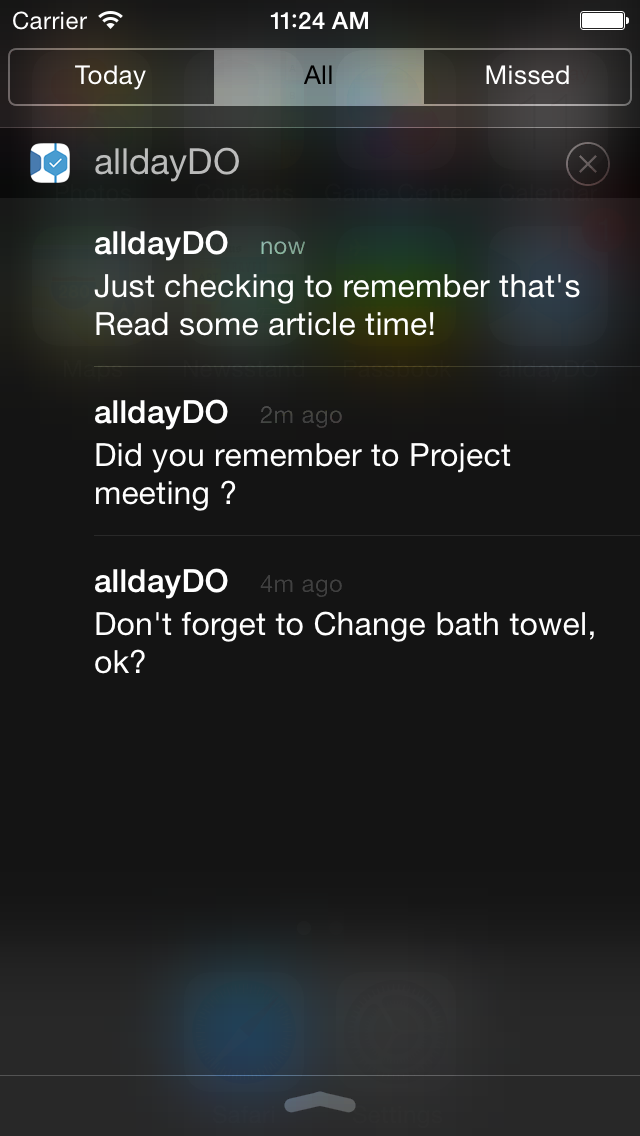 Carrier 11:24 AM
Today All Missed
alldayDO
alldayDO now
Just checking to remember that's
Read some article time!
alldayDO 2m ago
Did you remember to Project
meeting ?
alldayDO 4m ago
Don't forget to Change bath towel,
ok?